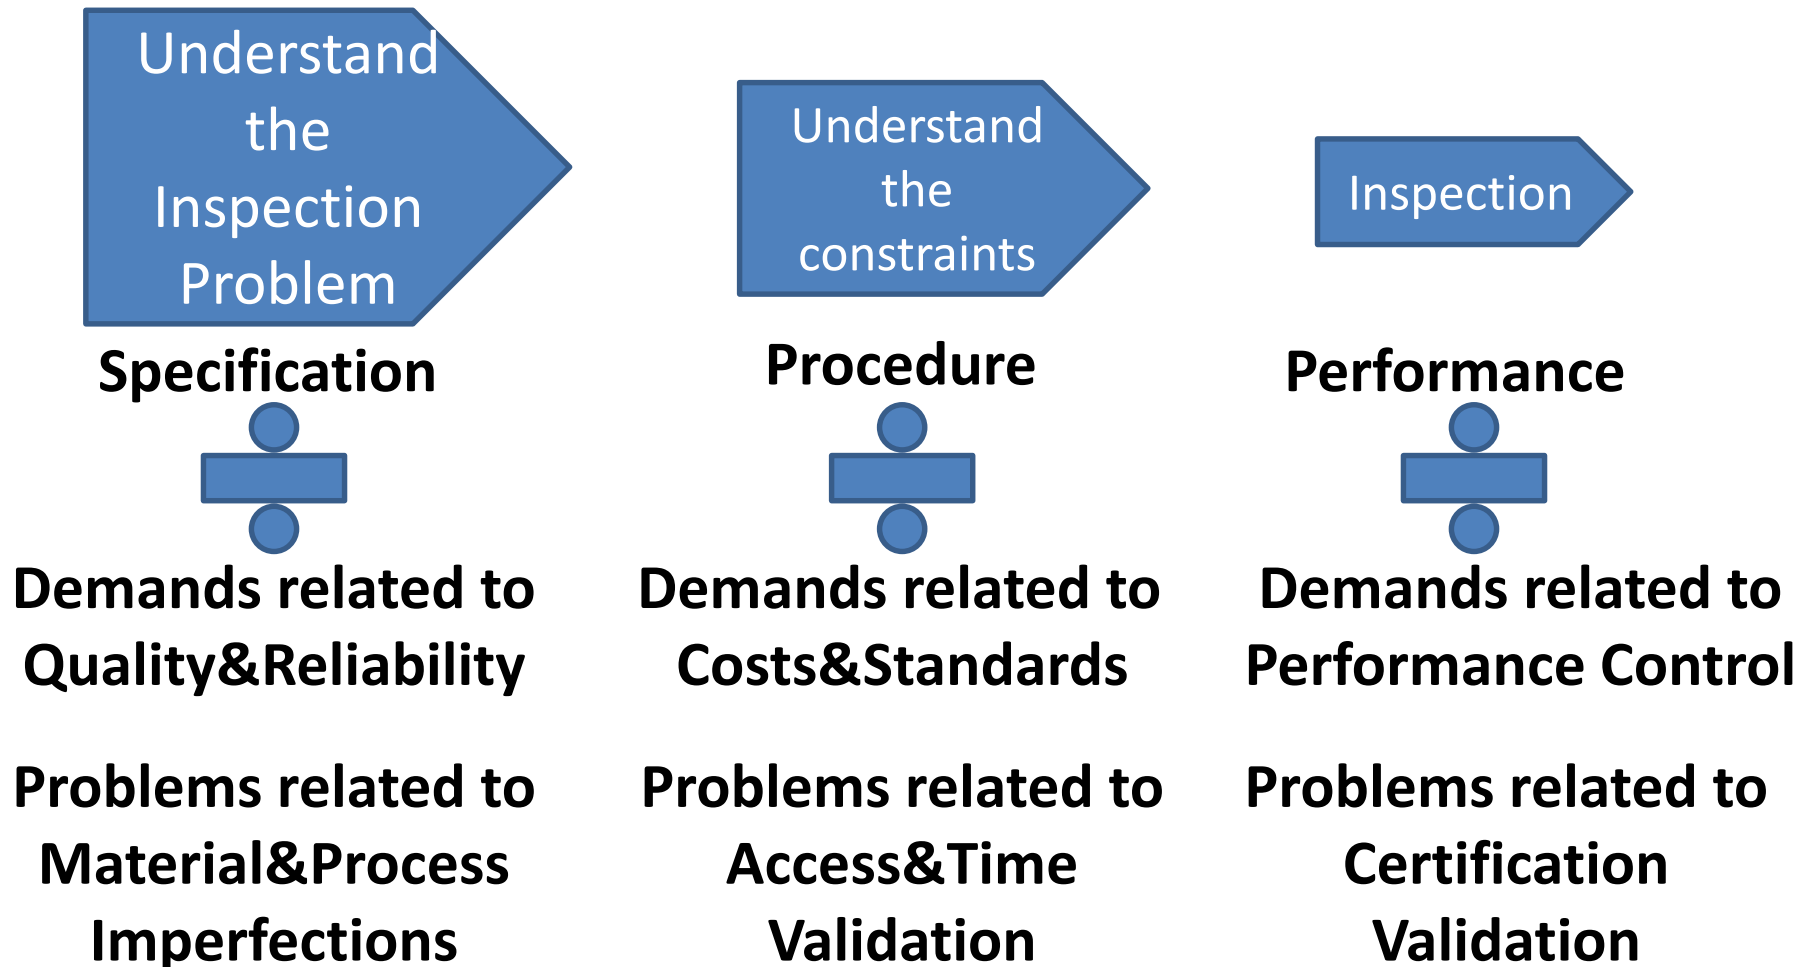 Understand
the
Inspection
Problem
Specification
Demands related to
Quality&Reliability
Problems related to
Material&Process
Imperfections
Understand
the
constraints
Procedure
Demands related to
Costs&Standards
Problems related to
Access&Time
Validation
Inspection
Performance
Demands related to
Performance Control
Problems related to
Certification
Validation